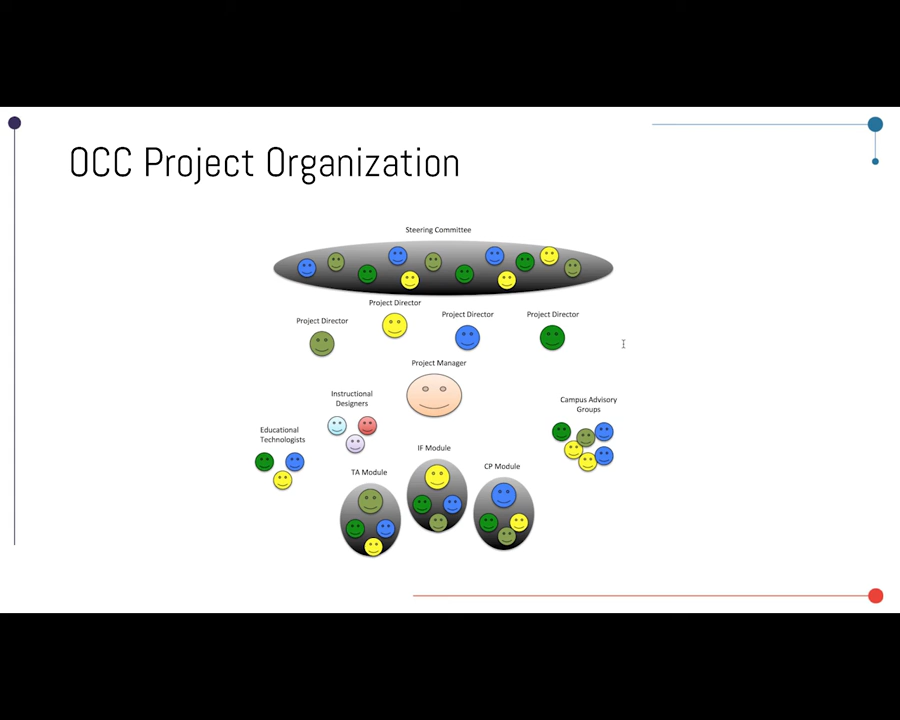 OCC Project Organization
Steering Committee
Project Director
Project Director
Project Director
Project Director
Project Manager
Instructional
Designers
Campus Advisory
Groups
Educational
Technologists
IF Module
CP Module
TA Module